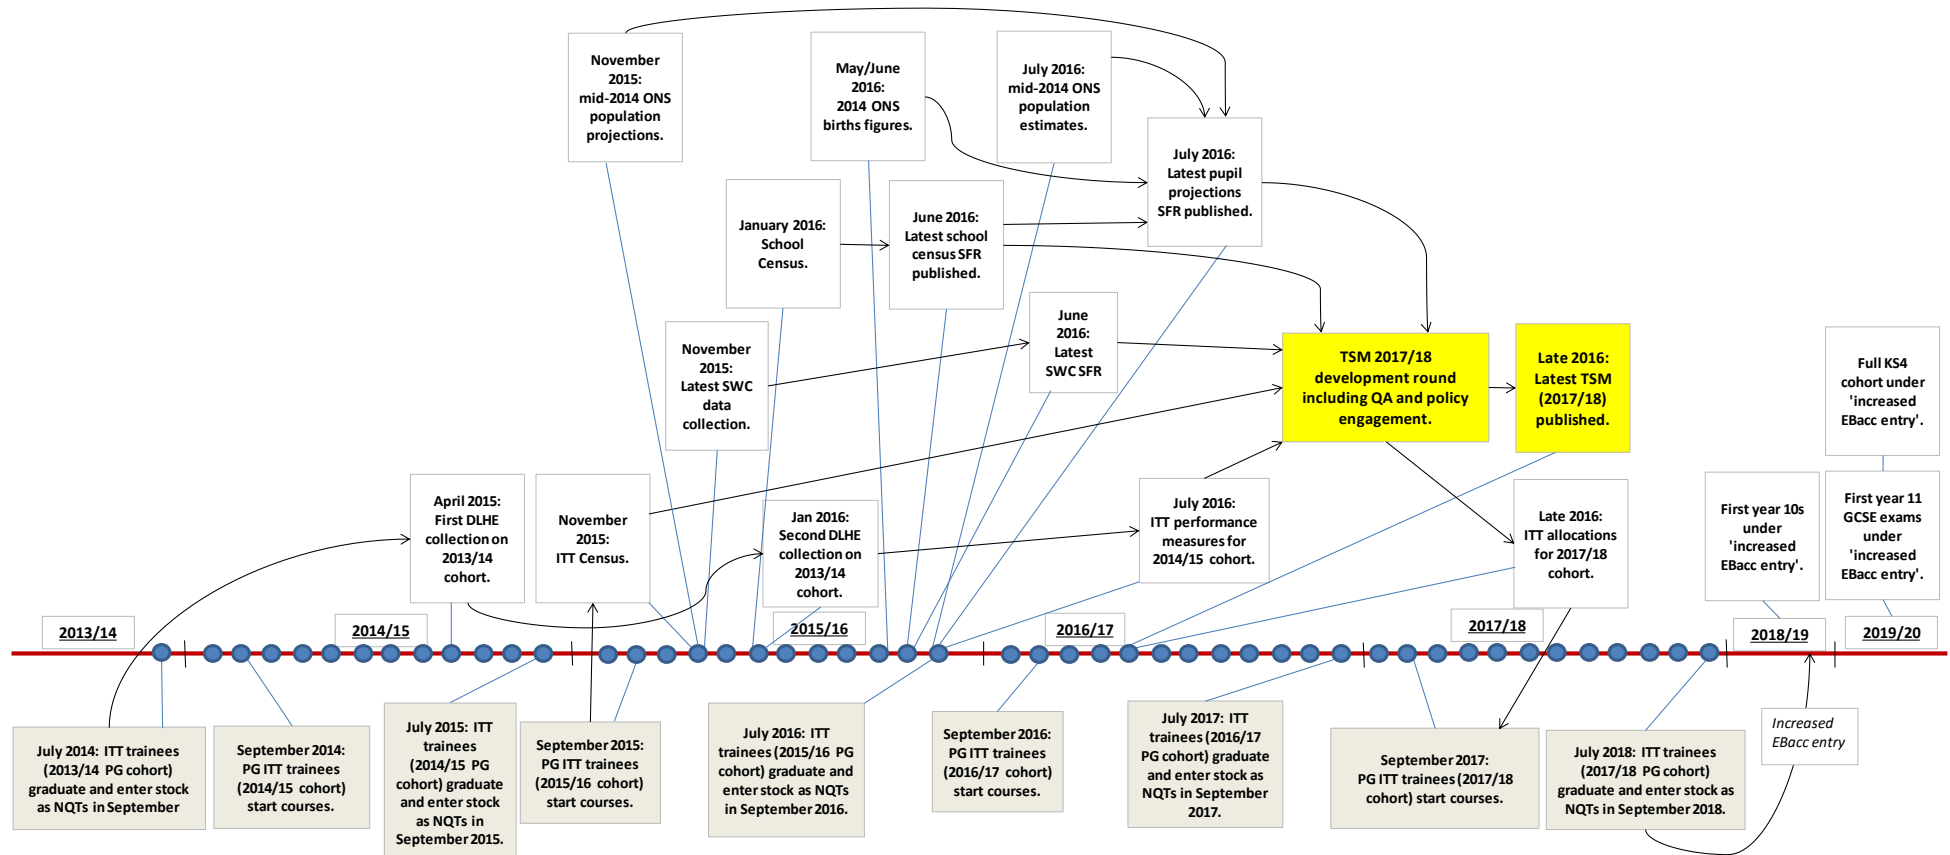 November
2015:
mid-2014 ONS
population
projections.
May/June
2016:
2014 ONS
births figures.
July 2016:
mid-2014 ONS
population
estimates.
July 2016:
Latest pupil
projections
SFR published.
January 2016:
School
Census.
June 2016:
Latest school
census SFR
published.
November
2015:
Latest SWC
data
collection.
June
2016:
Latest
SWC SFR
TSM 2017/18
development round
including QA and policy
engagement.
Late 2016:
Latest TSM
(2017/18)
published.
Full KS4
cohort under
'increased
EBacc entry'.
April 2015:
First DLHE
collection on
2013/14
cohort.
November
2015:
ITT Census.
Jan 2016:
Second DLHE
collection on
2013/14
cohort.
July 2016:
ITT performance
measures for
2014/15 cohort.
Late 2016:
ITT allocations
for 2017/18
cohort.
First year 10s
under
'increased
EBacc entry'.
First year 11
GCSE exams
under
'increased
EBacc entry'.
2013/14
2014/15
2015/16
2016/17
2017/18
2018/19
2019/20
July 2014: ITT trainees
(2013/14 PG cohort)
graduate and enter stock
as NQTs in September
September 2014:
PG ITT trainees
(2014/15 cohort)
start courses.
July 2015: ITT
trainees
(2014/15 PG
cohort) graduate
and enter stock
as NQTs in
September 2015.
September 2015:
PG ITT trainees
(2015/16 cohort)
start courses.
July 2016: ITT
trainees (2015/16 PG
cohort) graduate and
enter stock as NQTs
in September 2016.
September 2016:
PG ITT trainees
(2016/17 cohort)
start courses.
July 2017: ITT
trainees (2016/17
PG cohort) graduate
and enter stock as
NQTs in September
2017.
September 2017:
PG ITT trainees (2017/18
cohort) start courses.
July 2018: ITT trainees
(2017/18 PG cohort)
graduate and enter stock as
NQTs in September 2018.
Increased
EBacc entry